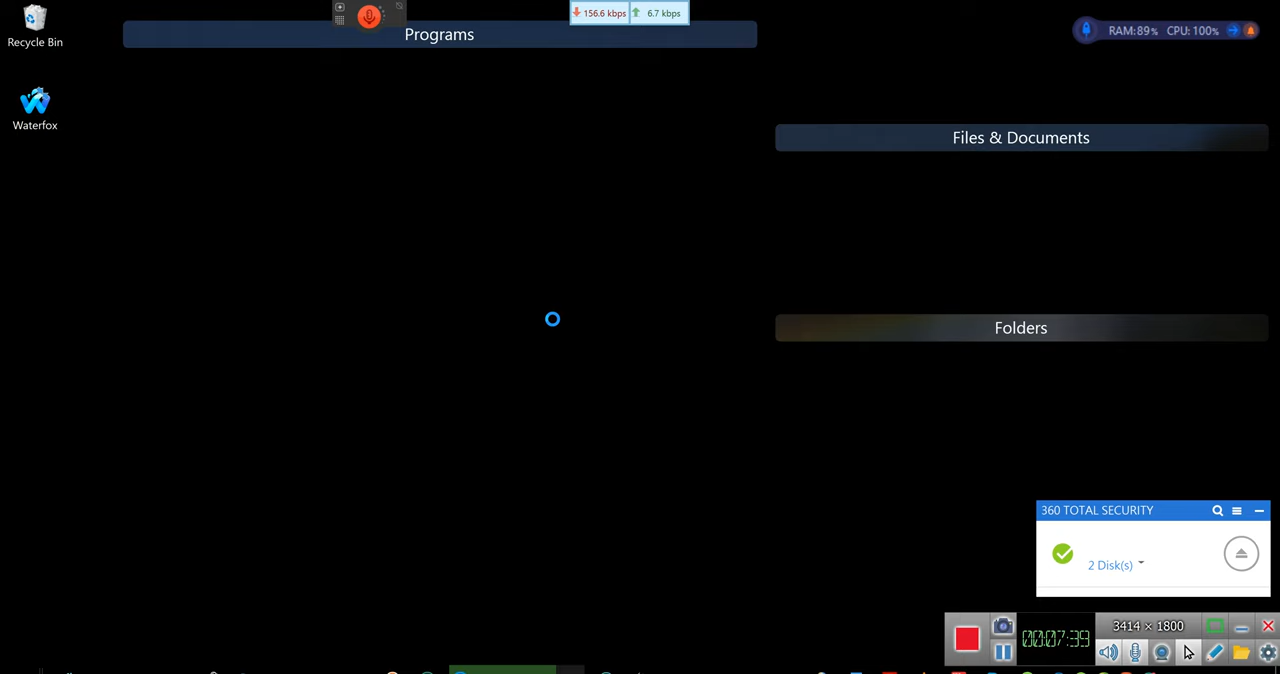 Recycle Bin
Waterfox
156.6 kbps 6.7 kbps
Programs
RAM:89% CPU:100%
Files & Documents
Folders
360 TOTAL SECURITY
2 Disk(s)
3414 × 1800
00:07:39